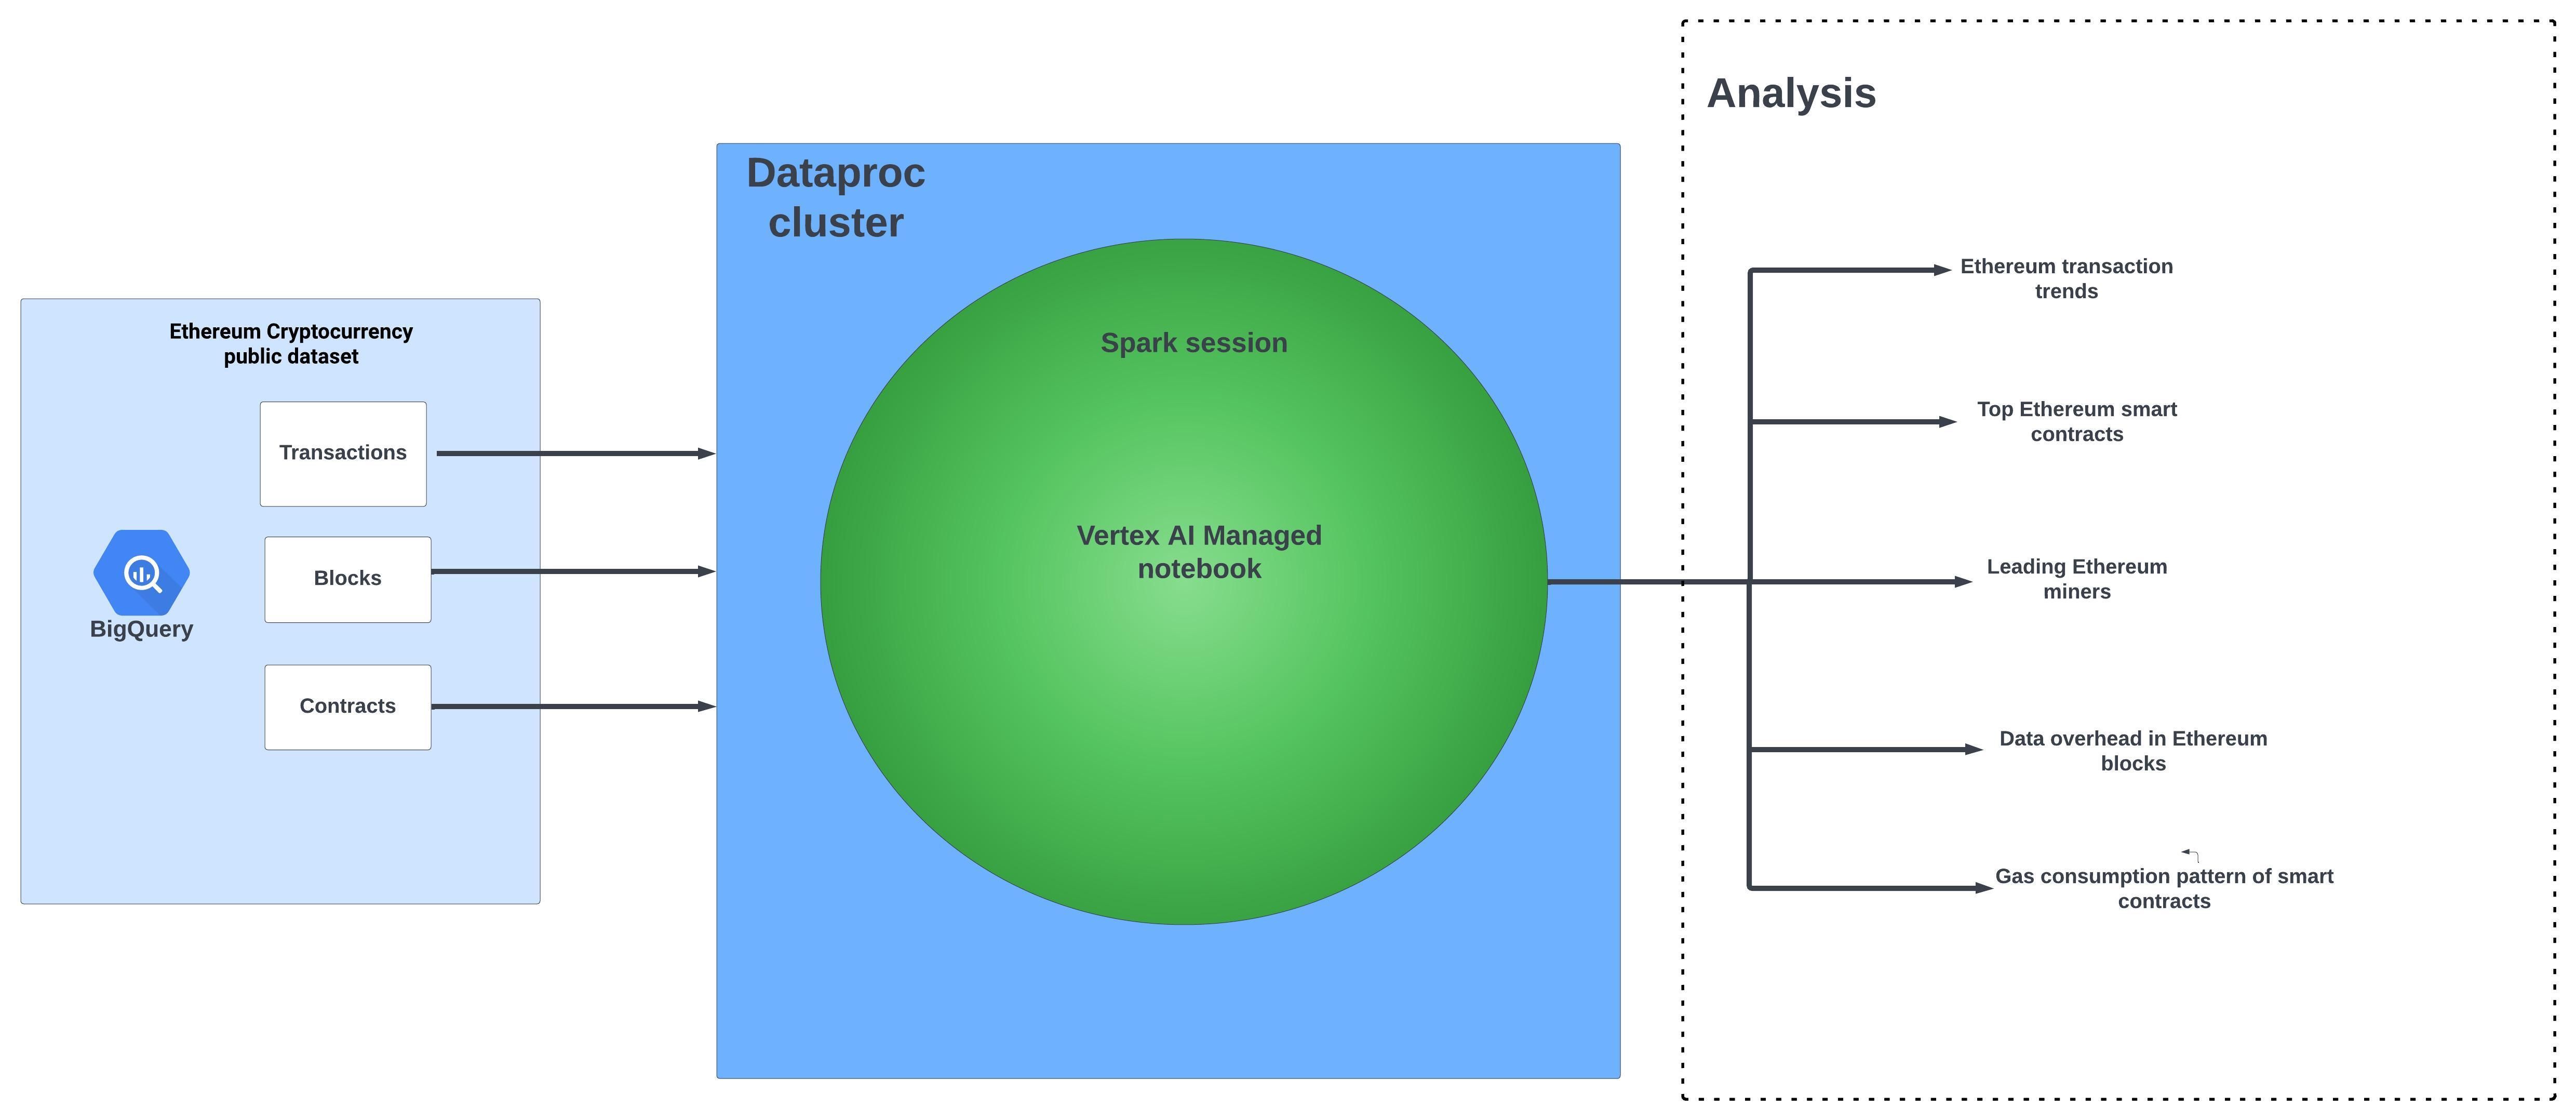 Ethereum Cryptocurrency
public dataset
Transactions
Blocks
Contracts
BigQuery
Dataproc
cluster
Spark session
Vertex AI Managed
notebook
Analysis
Ethereum transaction
trends
Top Ethereum smart
contracts
Leading Ethereum
miners
Data overhead in Ethereum
blocks
Gas consumption pattern of smart
contracts